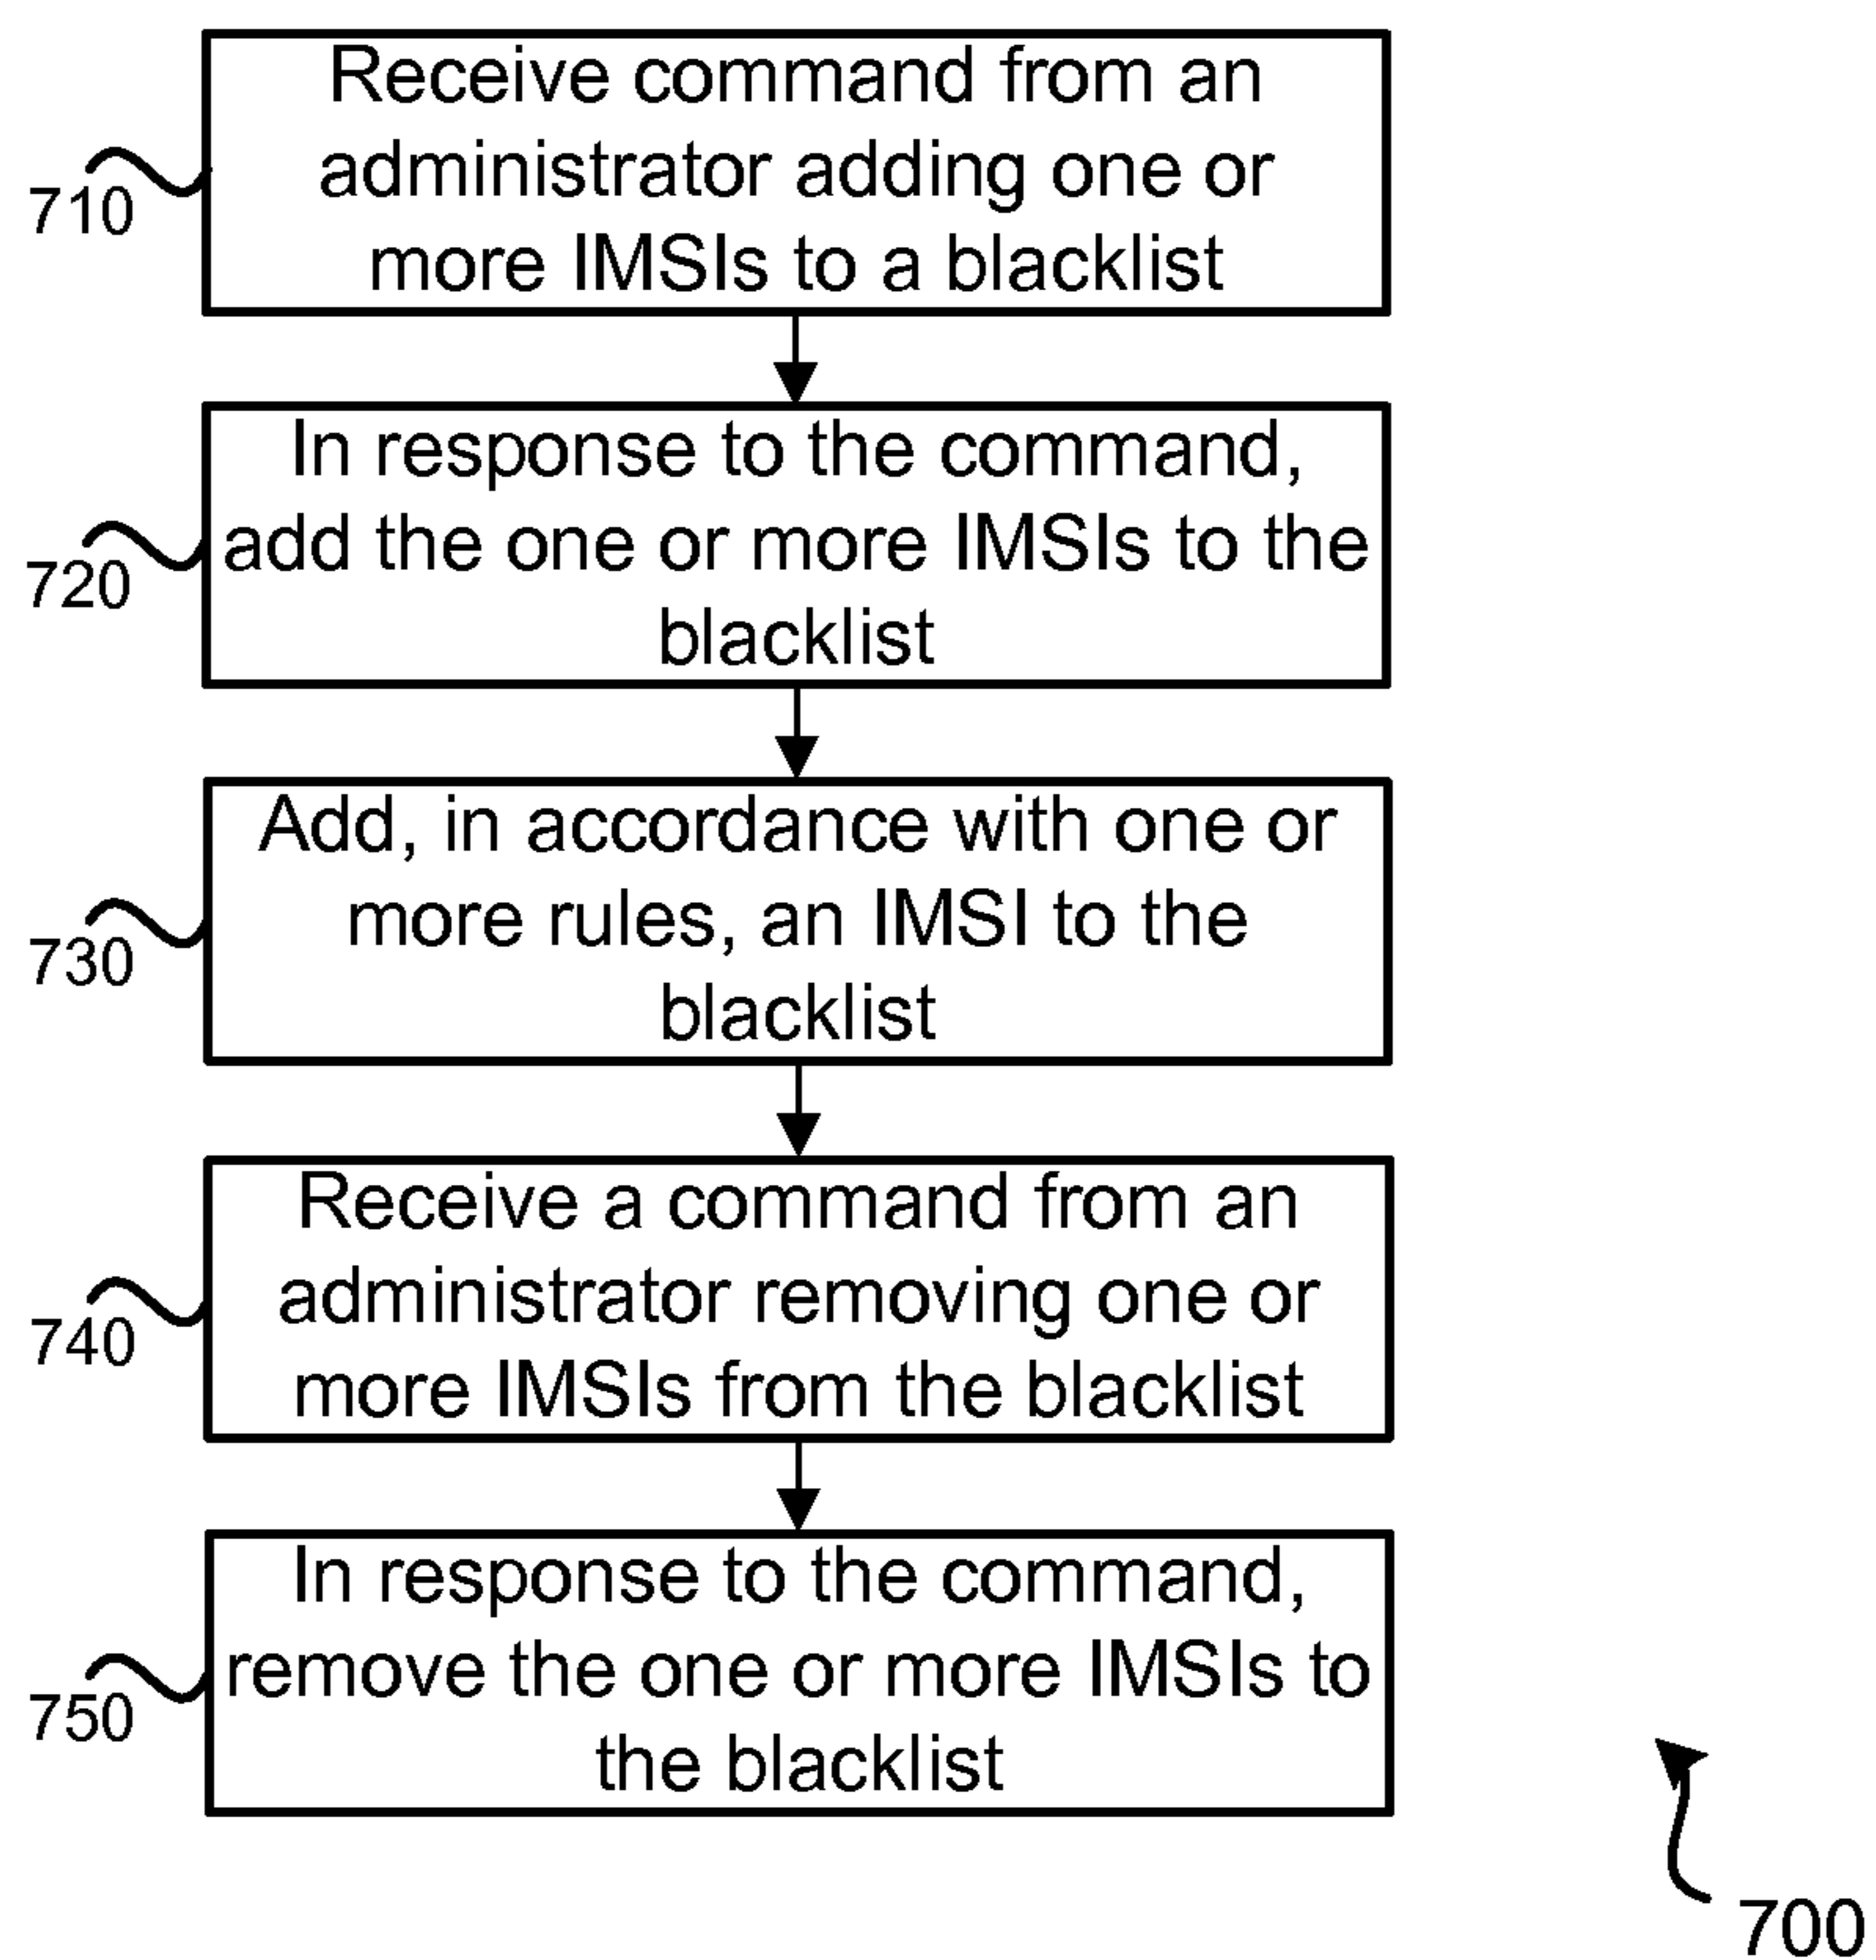 Receive command from an
administrator adding one or
more IMSIs to a blacklist
710
In response to the command,
add the one or more IMSIs to the
blacklist
720
Add, in accordance with one or
more rules, an IMSI to the
blacklist
730
Receive a command from an
administrator removing one or
more IMSIs from the blacklist
740
In response to the command,
remove the one or more IMSIs to
the blacklist
750
700